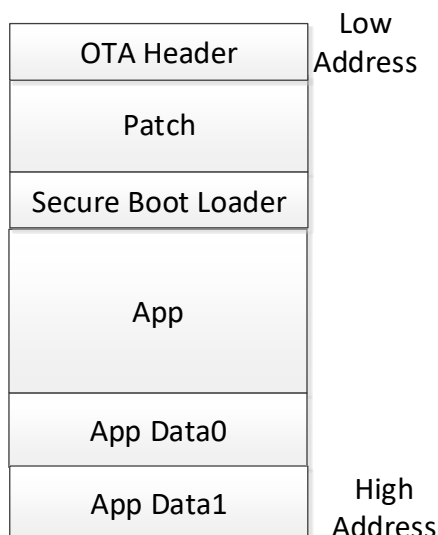 Low
Address
OTA Header
Patch
Secure Boot Loader
App
App Data0
App Data1
High
Address